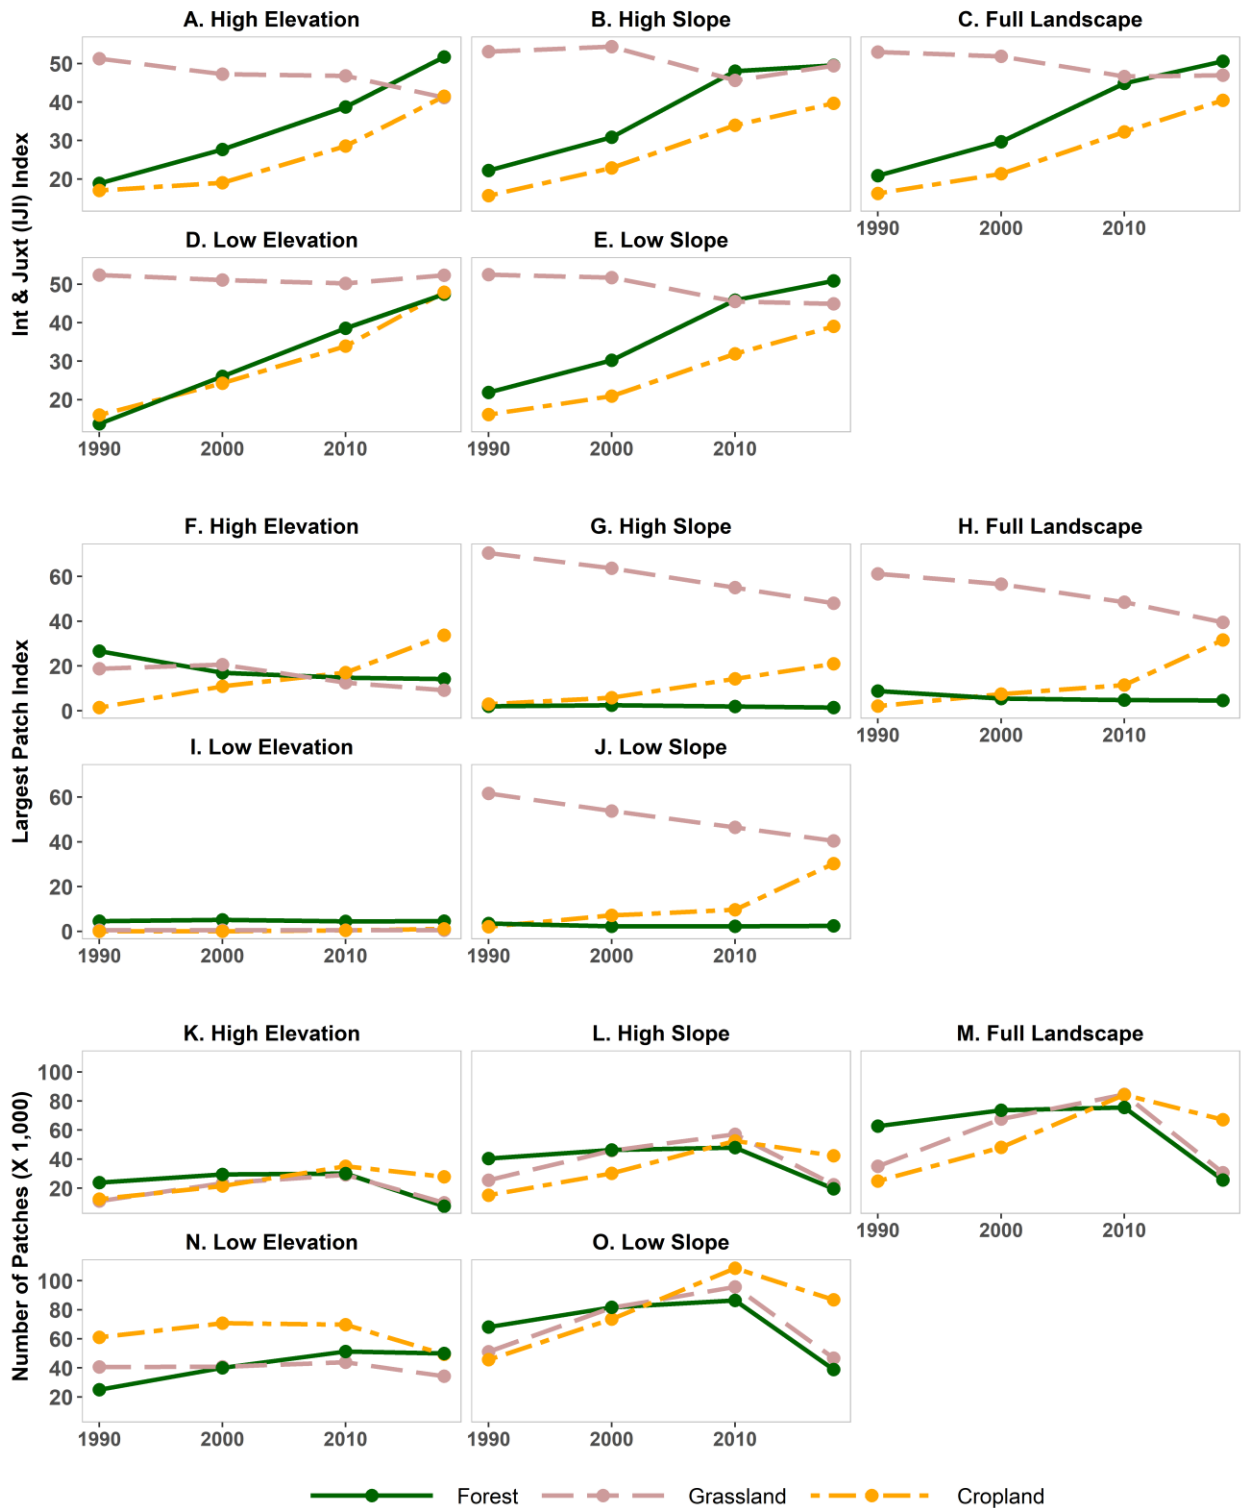 A. High Elevation
B. High Slope
C. Full Landscape
Int & Juxt (IJI) Index
50
40
30
20
1990
2000
2010
D. Low Elevation
E. Low Slope
50
40
30
20
1990
2000
2010
1990
2000
2010
F. High Elevation
G. High Slope
H. Full Landscape
Largest Patch Index
60
40
20
0
1990
2000
2010
I. Low Elevation
J. Low Slope
60
40
20
0
1990
2000
2010
1990
2000
2010
K. High Elevation
L. High Slope
M. Full Landscape
Number of Patches (X 1,000)
100
80
60
40
20
1990
2000
2010
N. Low Elevation
O. Low Slope
100
80
60
40
20
1990
2000
2010
1990
2000
2010
Forest
Grassland
Cropland